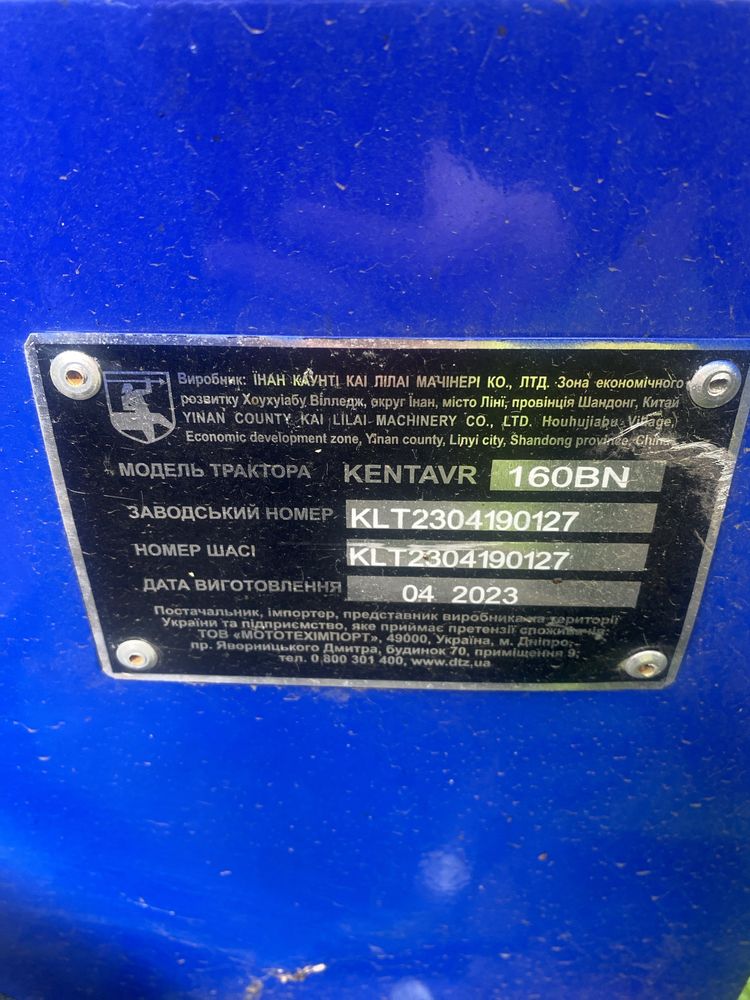 Виробник: ІНАН КАУНТІ КАІ ЛІЛАІ МАЧІНЕРІ КО., ЛТД. Зона економічного
розвитку Хоухуіабу Вілледж, округ Інан, місто Лінї, провінція Шандонг, Китай
YINAN COUNTY KAI LILAI MACHINERY CO., LTD. Houhujiabu Village,
Economic development zone, Yinan county, Linyi city, Shandong province, China
МОДЕЛЬ ТРАКТОРА KENTAVR 160BN
ЗАВОДСЬКИЙ НОМЕР KLT2304190127
НОМЕР ШАСІ KLT2304190127
ДАТА ВИГОТОВЛЕННЯ 04 2023
Постачальник, імпортер, представник виробника на території
України та підприємство, яке приймає претензії споживачів:
ТОВ «МОТОТЕХІМПОРТ», 49000, Україна, м. Дніпро,
пр. Яворницького Дмитра, будинок 70, приміщення 9;
тел. 0 800 301 400, www.dtz.ua